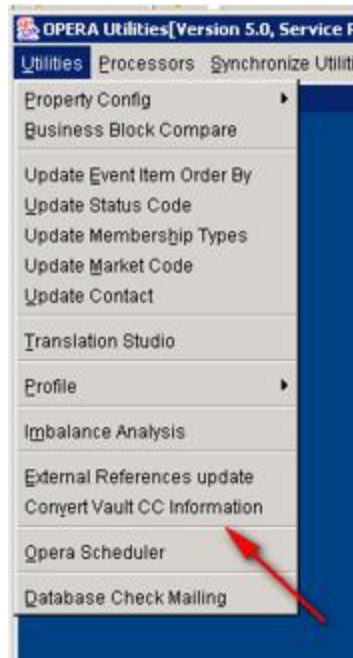 OPERA Utilities[Version 5.0, Service
Utilities Processors Synchronize Utilit
Property Config
Business Block Compare
Update Event Item Order By
Update Status Code
Update Membership Types
Update Market Code
Update Contact
Translation Studio
Profile
Imbalance Analysis
External References update
Convert Vault CC Information
Opera Scheduler
Database Check Mailing